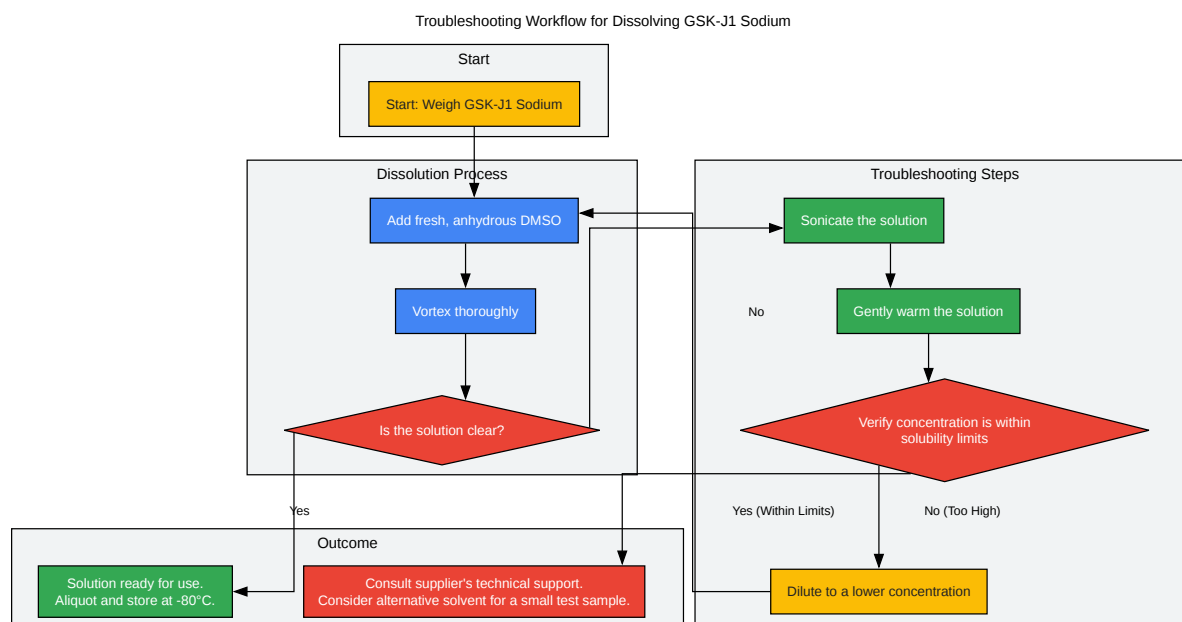 Troubleshooting Workflow for Dissolving GSK-J1 Sodium
Start
Start: Weigh GSK-J1 Sodium
Dissolution Process
Add fresh, anhydrous DMSO
Vortex thoroughly
Is the solution clear?
Troubleshooting Steps
Sonicate the solution
No
Gently warm the solution
Verify concentration is within
solubility limits
Yes
Yes (Within Limits)
No (Too High)
Outcome
Solution ready for use.
Aliquot and store at -80°C.
Consult supplier's technical support.
Consider alternative solvent for a small test sample.
Dilute to a lower concentration